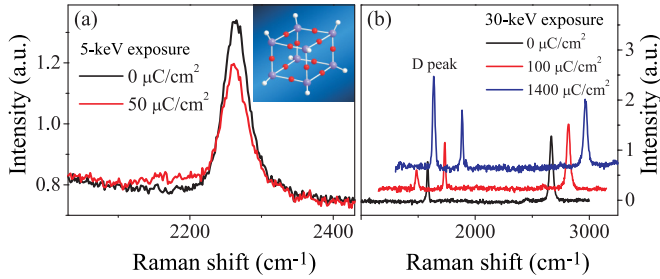 (a)
5-keV exposure
0 μC/cm²
50 μC/cm²
1.2
1.0
0.8
Intensity (a.u.)
2200
2400
Raman shift (cm⁻¹)
(b)
30-keV exposure
0 μC/cm²
100 μC/cm²
1400 μC/cm²
D peak
3
2
1
0
Intensity (a.u.)
2000
3000
Raman shift (cm⁻¹)